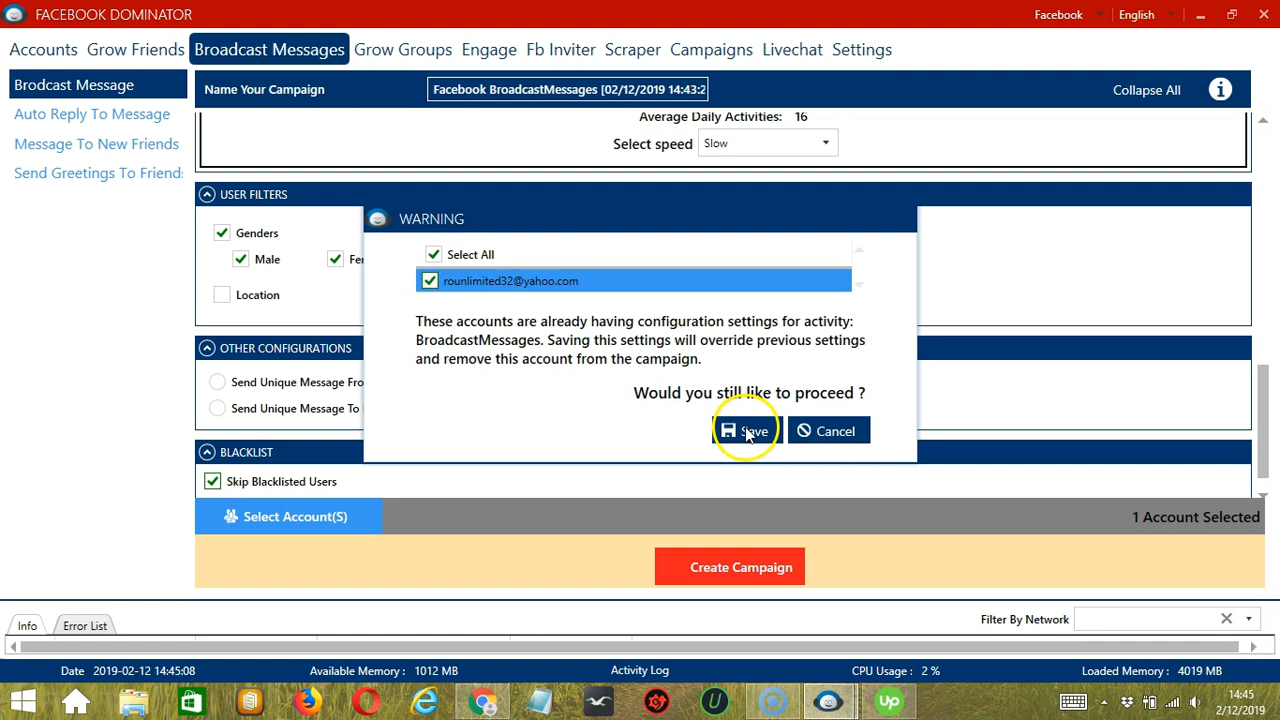 FACEBOOK DOMINATOR
Facebook
English
Accounts
Grow Friends
Broadcast Messages
Grow Groups
Engage
Fb Inviter
Scraper
Campaigns
Livechat
Settings
Brodcast Message
Auto Reply To Message
Message To New Friends
Send Greetings To Friends
Name Your Campaign
Facebook BroadcastMessages [02/12/2019 14:43:2
Collapse All
Average Daily Activities: 16
Select speed
Slow
USER FILTERS
Genders
Male
Fe
Location
OTHER CONFIGURATIONS
Send Unique Message Fro
Send Unique Message To
BLACKLIST
Skip Blacklisted Users
WARNING
Select All
rounlimited32@yahoo.com
These accounts are already having configuration settings for activity:
BroadcastMessages. Saving this settings will override previous settings
and remove this account from the campaign.
Would you still like to proceed ?
Save
Cancel
Select Account(S)
1 Account Selected
Create Campaign
Info
Error List
Filter By Network
Date 2019-02-12 14:45:08
Available Memory : 1012 MB
Activity Log
CPU Usage : 2 %
Loaded Memory : 4019 MB
14:45
2/12/2019